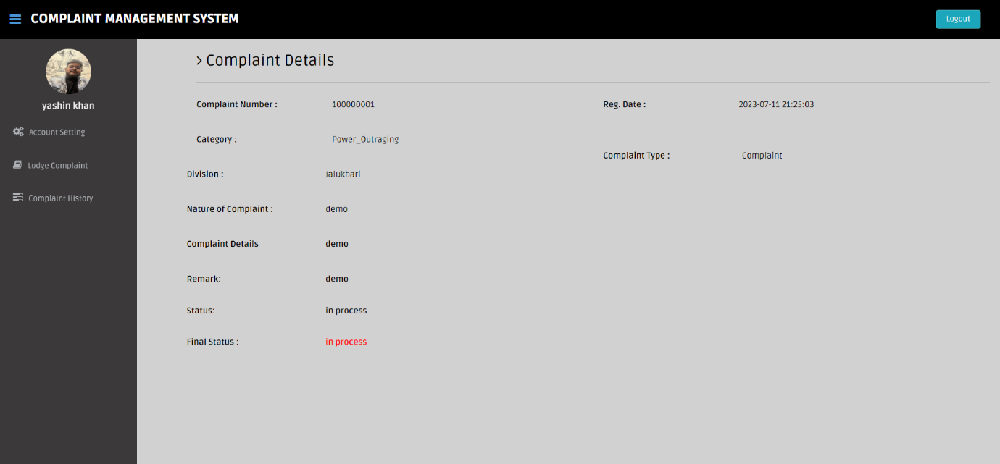 COMPLAINT MANAGEMENT SYSTEM
Logout
yashin khan
Account Setting
Lodge Complaint
Complaint History
> Complaint Details
Complaint Number : 100000001 Reg. Date : 2023-07-11 21:25:03
Category : Power_Outraging
Complaint Type : Complaint
Division : Jalukbari
Nature of Complaint : demo
Complaint Details demo
Remark: demo
Status: in process
Final Status : in process